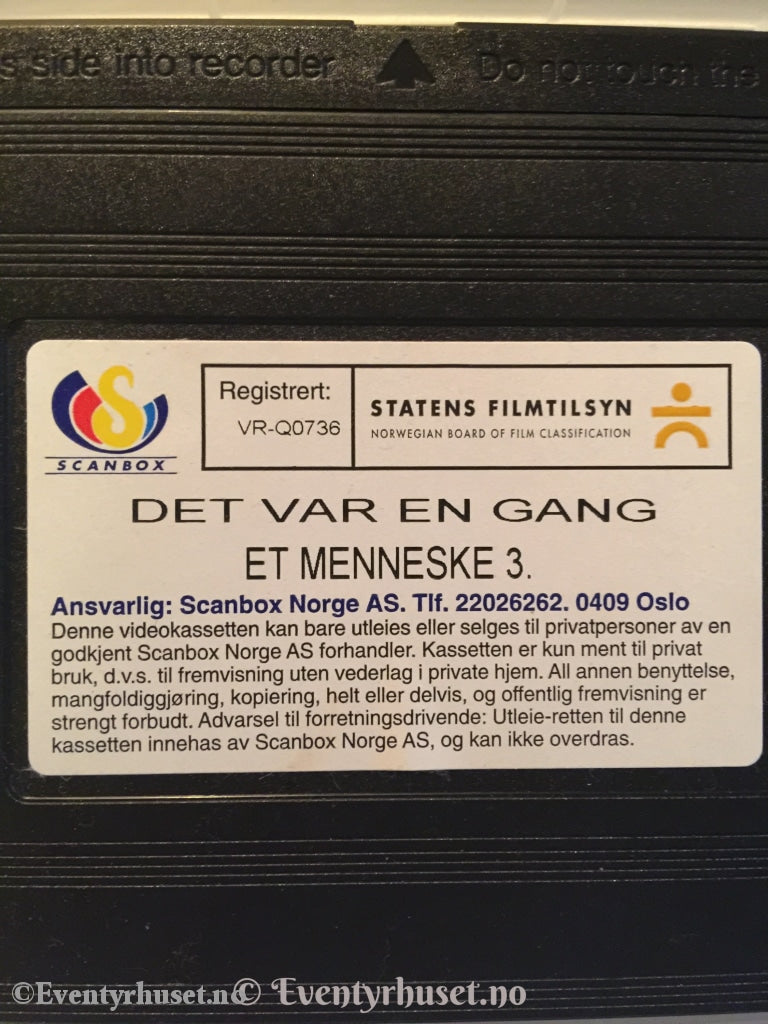 s side into recorder
Do not touch the
SCANBOX
Registrert:
VR-Q0736
STATENS FILMTILSYN
NORWEGIAN BOARD OF FILM CLASSIFICATION
DET VAR EN GANG
ET MENNESKE 3.
Ansvarlig: Scanbox Norge AS. Tlf. 22026262. 0409 Oslo
Denne videokassetten kan bare utleies eller selges til privatpersoner av en
godkjent Scanbox Norge AS forhandler. Kassetten er kun ment til privat
bruk, d.v.s. til fremvisning uten vederlag i private hjem. All annen benyttelse,
mangfoldiggjøring, kopiering, helt eller delvis, og offentlig fremvisning er
strengt forbudt. Advarsel til forretningsdrivende: Utleie-retten til denne
kassetten innehas av Scanbox Norge AS, og kan ikke overdras.
©Eventyrhuset.no
© Eventyrhuset.no